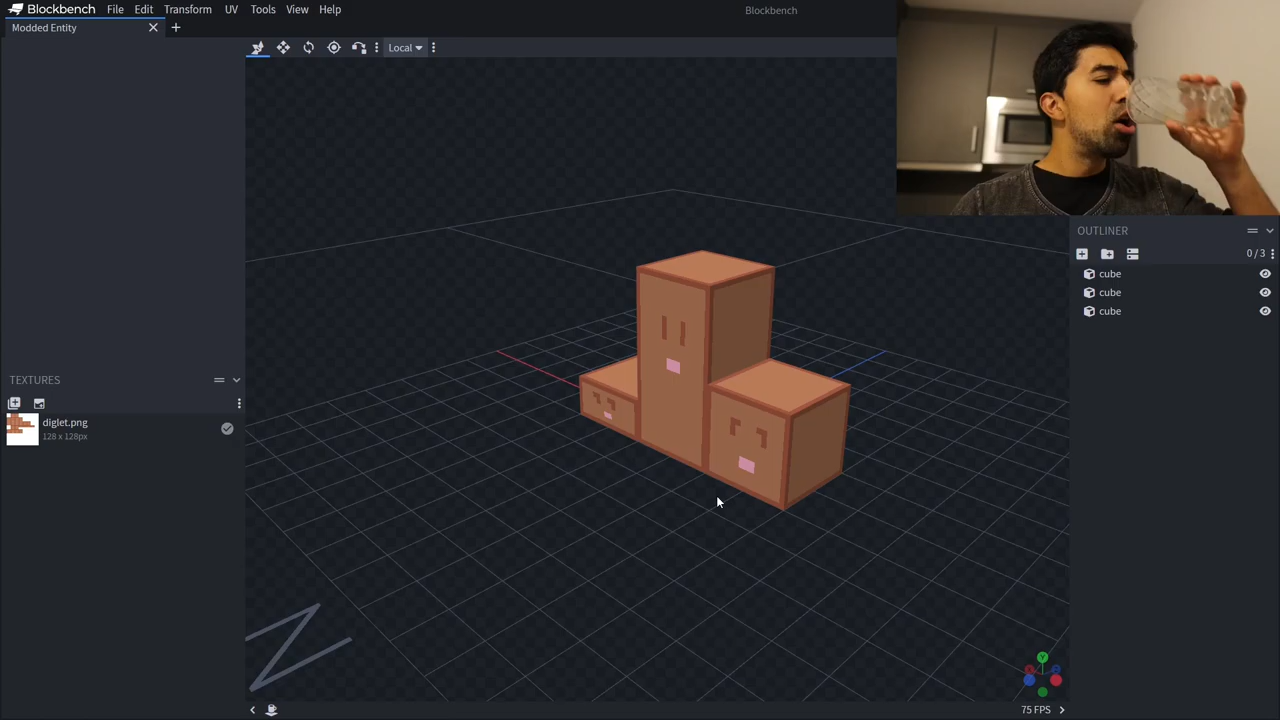 Blockbench File Edit Transform UV Tools View Help
Blockbench
Modded Entity
Local
OUTLINER
0 / 3
cube
cube
cube
TEXTURES
diglet.png
128 x 128px
75 FPS